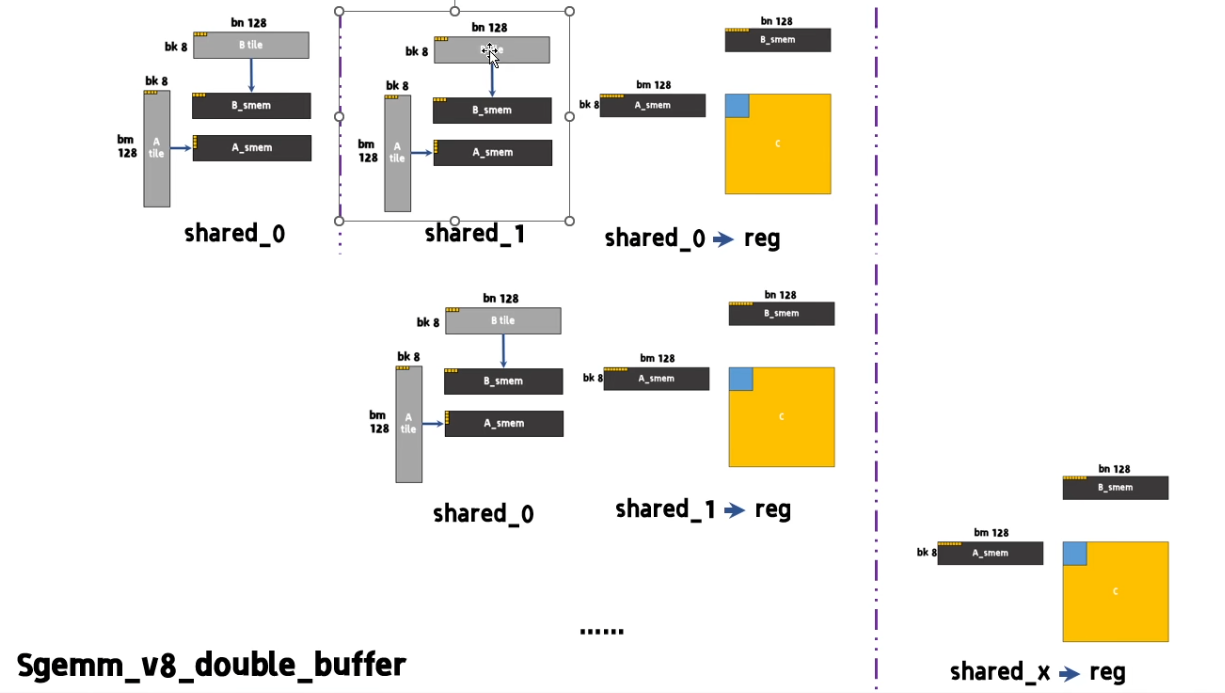 bn 128
bk 8
B tile
bk 8
B_smem
bm
128
A
tile
A_smem
shared_0
bn 128
bk 8
bk 8
B_smem
bm
128
A
tile
A_smem
shared_1
bn 128
B_smem
bm 128
bk 8
A_smem
C
shared_0 → reg
bn 128
bk 8
B tile
bk 8
B_smem
bm
128
A
tile
A_smem
shared_0
bn 128
B_smem
bm 128
bk 8
A_smem
C
shared_1 → reg
bn 128
B_smem
bm 128
bk 8
A_smem
C
shared_x → reg
......
Sgemm_v8_double_buffer